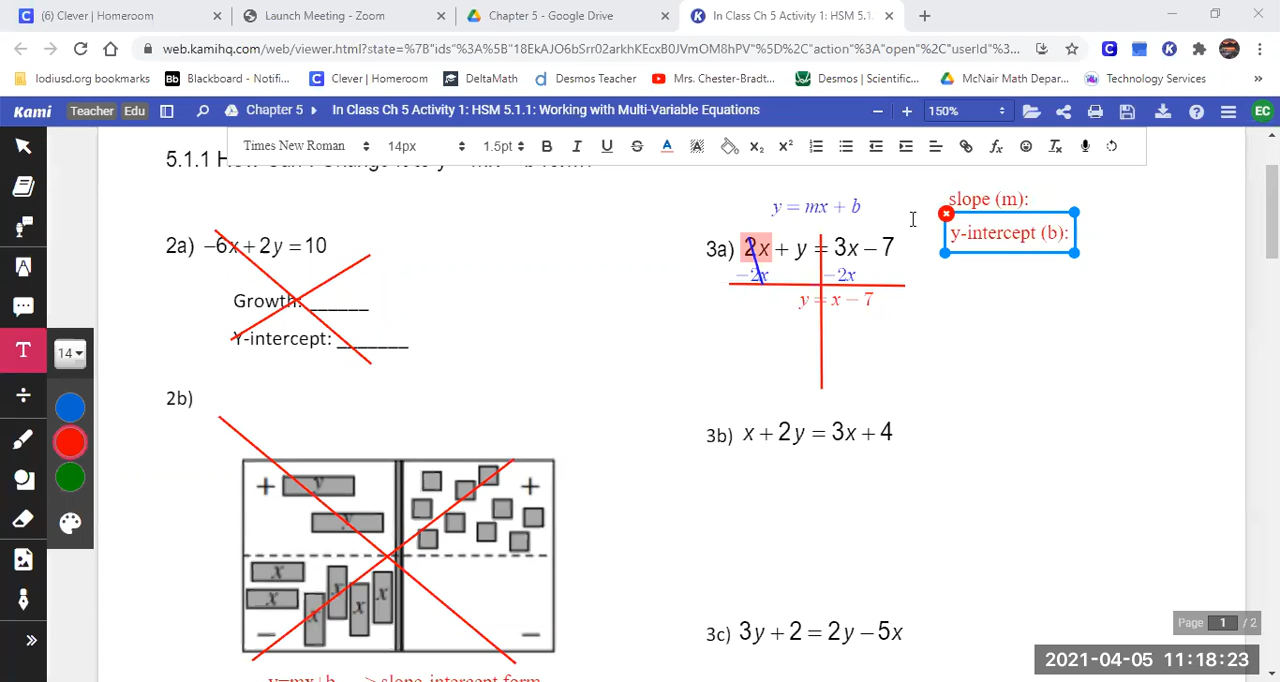 (6) Clever | Homeroom
Launch Meeting - Zoom
Chapter 5 - Google Drive
In Class Ch 5 Activity 1: HSM 5.1.
web.kamihq.com/web/viewer.html?state=%7B"ids"%3A%5B"18EkAJO6bSrr02arkhKEcxB0JVmOM8hPV"%5D%2C"action"%3A"open"%2C"userId"%3...
lodiusd.org bookmarks
Blackboard - Notifi...
Clever | Homeroom
DeltaMath
Desmos Teacher
Mrs. Chester-Bradt...
Desmos | Scientific...
McNair Math Depar...
Technology Services
Kami Teacher Edu
Chapter 5
In Class Ch 5 Activity 1: HSM 5.1.1: Working with Multi-Variable Equations
150%
EC
Times New Roman
14px
1.5pt
y = mx + b
slope (m):
y-intercept (b):
2a) −6x + 2y = 10
Growth: ______
Y-intercept: _______
3a) 2x + y = 3x − 7
−2x −2x
y = x − 7
14
2b)
+ y +
y
x
x x x x x
− −
3b) x + 2y = 3x + 4
3c) 3y + 2 = 2y − 5x
Page 1 / 2
2021-04-05 11:18:23